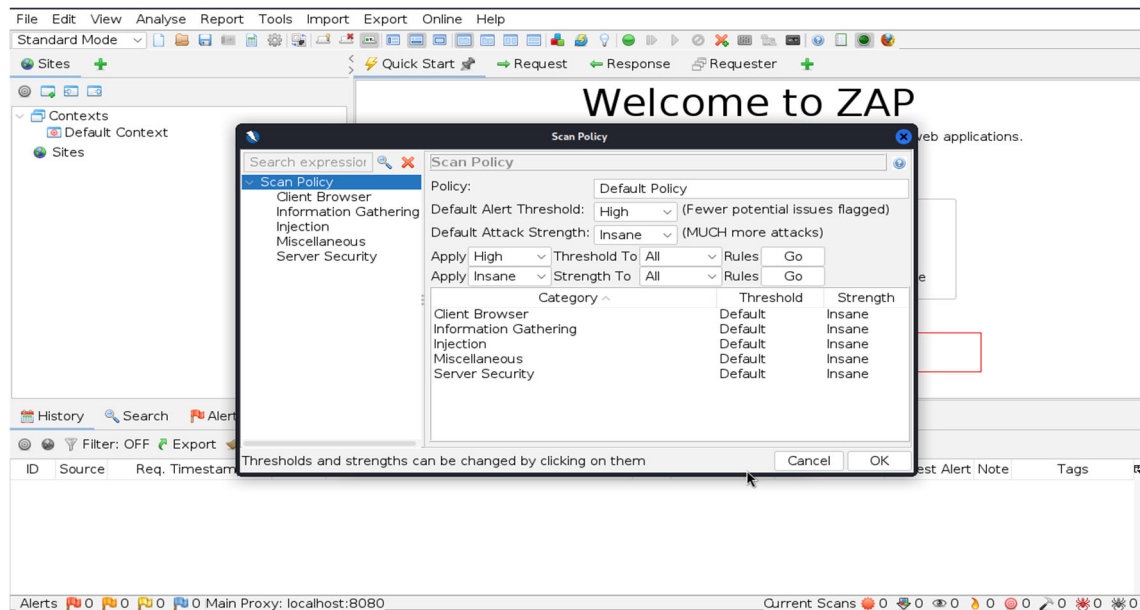 File Edit View Analyse Report Tools Import Export Online Help
Standard Mode
Sites
Quick Start Request Response Requester
Contexts
Default Context
Sites
Welcome to ZAP
web applications.
Scan Policy
Search expression
Scan Policy
Client Browser
Information Gathering
Injection
Miscellaneous
Server Security
Scan Policy
Policy: Default Policy
Default Alert Threshold: High (Fewer potential issues flagged)
Default Attack Strength: Insane (MUCH more attacks)
Apply High Threshold To All Rules Go
Apply Insane Strength To All Rules Go
Category Threshold Strength
Client Browser Default Insane
Information Gathering Default Insane
Injection Default Insane
Miscellaneous Default Insane
Server Security Default Insane
Thresholds and strengths can be changed by clicking on them
Cancel OK
History Search Alert
Filter: OFF Export
ID Source Req. Timestam
est Alert Note Tags
Alerts 0 0 0 0 Main Proxy: localhost:8080
Current Scans 0 0 0 0 0 0 0 0